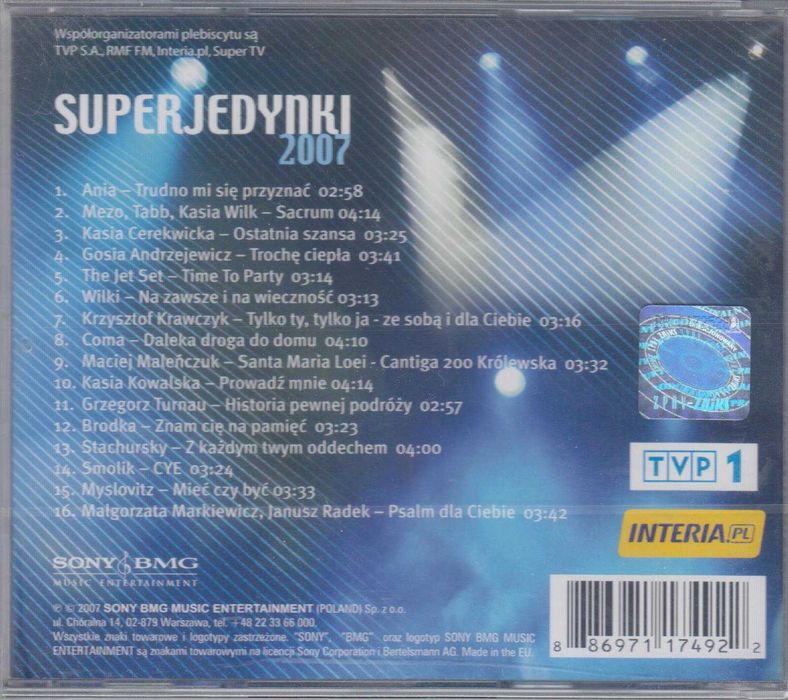 Współorganizatorami plebiscytu są
TVP S.A., RMF FM, Interia.pl, Super TV
SUPERJEDYNKI
2007
1. Ania – Trudno mi się przyznać 02:58
2. Mezo, Tabb, Kasia Wilk – Sacrum 04:14
3. Kasia Cerekwicka – Ostatnia szansa 03:25
4. Gosia Andrzejewicz – Trochę ciepła 03:41
5. The Jet Set – Time To Party 03:14
6. Wilki – Na zawsze i na wieczność 03:13
7. Krzysztof Krawczyk – Tylko ty, tylko ja - ze sobą i dla Ciebie 03:16
8. Coma – Daleka droga do domu 04:10
9. Maciej Maleńczuk – Santa Maria Loei - Cantiga 200 Królewska 03:32
10. Kasia Kowalska – Prowadź mnie 04:14
11. Grzegorz Turnau – Historia pewnej podróży 02:57
12. Brodka – Znam cię na pamięć 03:23
13. Stachursky – Z każdym twym oddechem 04:00
14. Smolik – CYE 03:24
15. Myslovitz – Mieć czy być 03:33
16. Małgorzata Markiewicz, Janusz Radek – Psalm dla Ciebie 03:42
TVP 1
INTERIA.PL
SONY BMG
MUSIC ENTERTAINMENT
℗ © 2007 SONY BMG MUSIC ENTERTAINMENT (POLAND) Sp. z o.o.
ul. Chóralna 14, 02-879 Warszawa, tel. +48 22 33 66 000.
Wszystkie znaki towarowe i logotypy zastrzeżone. "SONY", "BMG" oraz logotyp SONY BMG MUSIC
ENTERTAINMENT są znakami towarowymi na licencji Sony Corporation i Bertelsmann AG. Made in the EU.
8 86971 17492 2